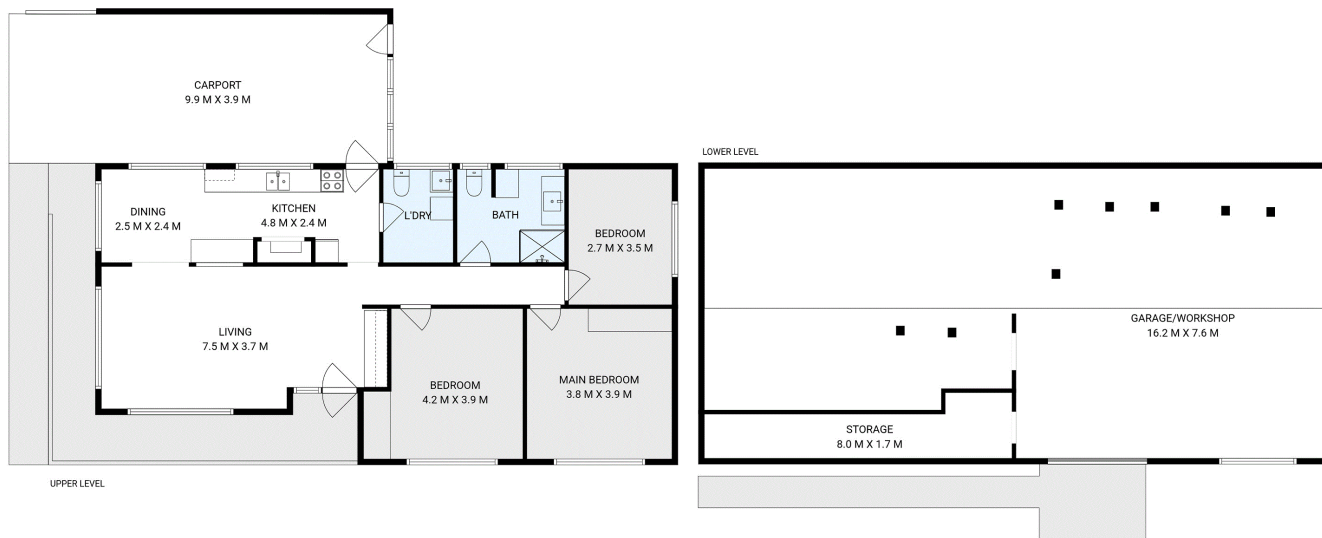 CARPORT
9.9 M X 3.9 M
DINING
2.5 M X 2.4 M
KITCHEN
4.8 M X 2.4 M
L'DRY
BATH
BEDROOM
2.7 M X 3.5 M
LIVING
7.5 M X 3.7 M
BEDROOM
4.2 M X 3.9 M
MAIN BEDROOM
3.8 M X 3.9 M
UPPER LEVEL
LOWER LEVEL
GARAGE/WORKSHOP
16.2 M X 7.6 M
STORAGE
8.0 M X 1.7 M